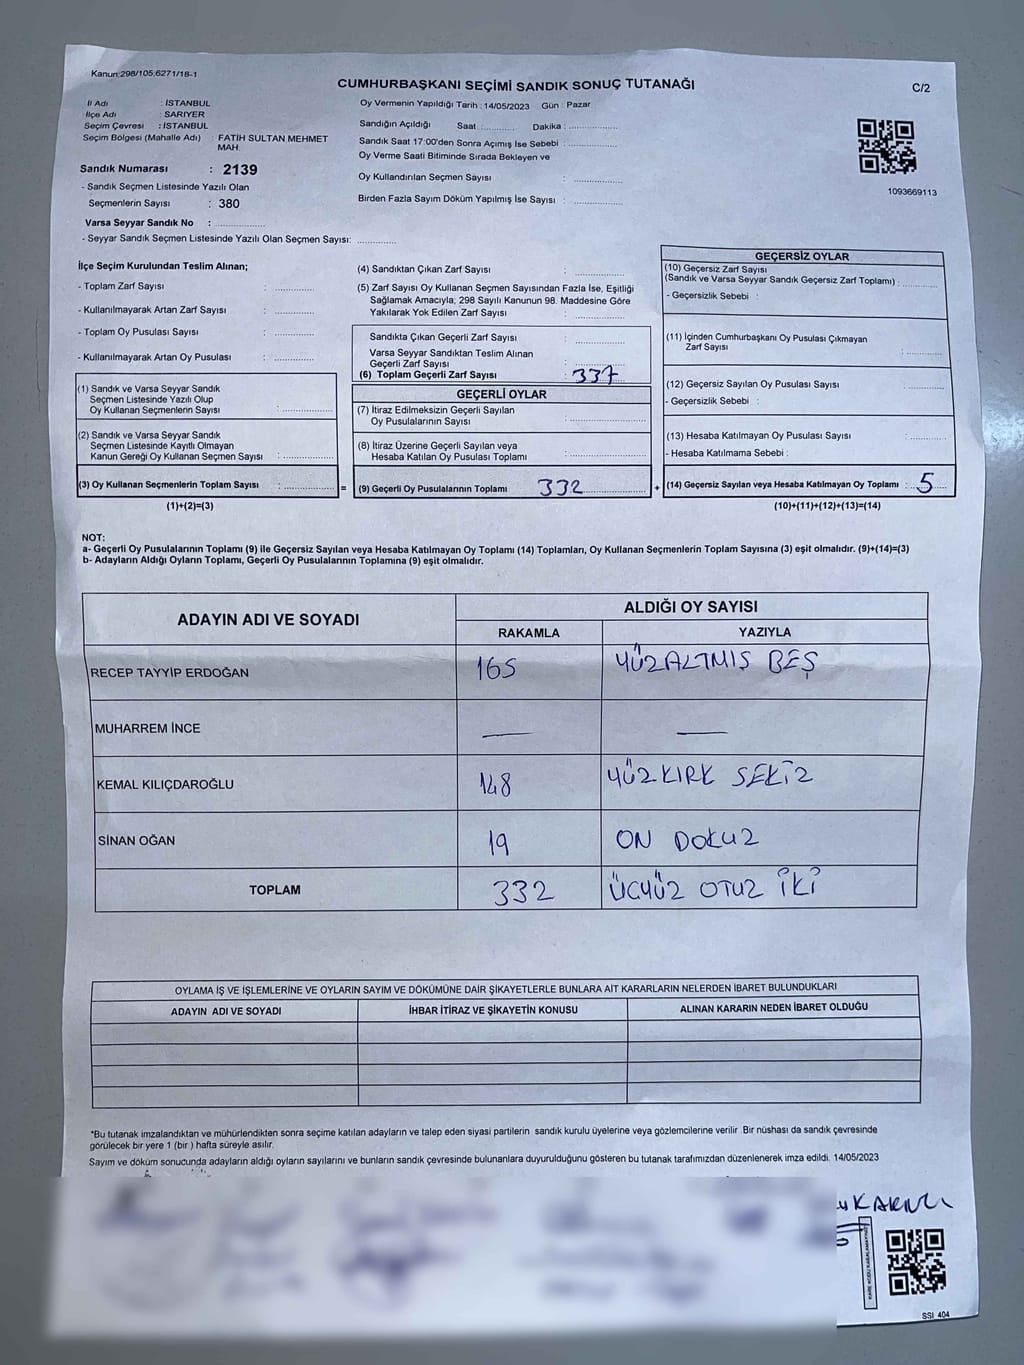 Kanun:298/105,6271/18-1
CUMHURBAŞKANI SEÇİMİ SANDIK SONUÇ TUTANAĞI
C/2
İl Adı : İSTANBUL
İlçe Adı : SARIYER
Seçim Çevresi : İSTANBUL
Seçim Bölgesi (Mahalle Adı) : FATİH SULTAN MEHMET
MAH.
Sandık Numarası : 2139
- Sandık Seçmen Listesinde Yazılı Olan
Seçmenlerin Sayısı : 380
Varsa Seyyar Sandık No : ..............
- Seyyar Sandık Seçmen Listesinde Yazılı Olan Seçmen Sayısı: ...........
Oy Vermenin Yapıldığı Tarih : 14/05/2023 Gün : Pazar
Sandığın Açıldığı Saat :......... Dakika : ..............
Sandık Saat 17:00'den Sonra Açımış İse Sebebi : ..............
Oy Verme Saati Bitiminde Sırada Bekleyen ve
Oy Kullandırılan Seçmen Sayısı : ..............
Birden Fazla Sayım Döküm Yapılmış İse Sayısı : ..............
1093669113
İlçe Seçim Kurulundan Teslim Alınan;
- Toplam Zarf Sayısı : ...........
- Kullanılmayarak Artan Zarf Sayısı : ...........
- Toplam Oy Pusulası Sayısı : ...........
- Kullanılmayarak Artan Oy Pusulası : ...........
(1) Sandık ve Varsa Seyyar Sandık
Seçmen Listesinde Yazılı Olup
Oy Kullanan Seçmenlerin Sayısı : ..............
(2) Sandık ve Varsa Seyyar Sandık
Seçmen Listesinde Kayıtlı Olmayan
Kanun Gereği Oy Kullanan Seçmen Sayısı : ..............
(3) Oy Kullanan Seçmenlerin Toplam Sayısı : ..............
(1)+(2)=(3)
(4) Sandıktan Çıkan Zarf Sayısı : ..............
(5) Zarf Sayısı Oy Kullanan Seçmen Sayısından Fazla İse, Eşitliği
Sağlamak Amacıyla; 298 Sayılı Kanunun 98. Maddesine Göre
Yakılarak Yok Edilen Zarf Sayısı : ..............
Sandıkta Çıkan Geçerli Zarf Sayısı : ..............
Varsa Seyyar Sandıktan Teslim Alınan
Geçerli Zarf Sayısı : ..............
(6) Toplam Geçerli Zarf Sayısı : 337
GEÇERLİ OYLAR
(7) İtiraz Edilmeksizin Geçerli Sayılan
Oy Pusulalarının Sayısı : ..............
(8) İtiraz Üzerine Geçerli Sayılan veya
Hesaba Katılan Oy Pusulası Toplamı : ..............
= (9) Geçerli Oy Pusulalarının Toplamı 332
GEÇERSİZ OYLAR
(10) Geçersiz Zarf Sayısı
(Sandık ve Varsa Seyyar Sandık Geçersiz Zarf Toplamı) : ...........
- Geçersizlik Sebebi :
(11) İçinden Cumhurbaşkanı Oy Pusulası Çıkmayan
Zarf Sayısı : ...........
(12) Geçersiz Sayılan Oy Pusulası Sayısı : ...........
- Geçersizlik Sebebi :
(13) Hesaba Katılmayan Oy Pusulası Sayısı : ...........
- Hesaba Katılmama Sebebi :
+ (14) Geçersiz Sayılan veya Hesaba Katılmayan Oy Toplamı : 5
(10)+(11)+(12)+(13)=(14)
NOT:
a- Geçerli Oy Pusulalarının Toplamı (9) ile Geçersiz Sayılan veya Hesaba Katılmayan Oy Toplamı (14) Toplamları, Oy Kullanan Seçmenlerin Toplam Sayısına (3) eşit olmalıdır. (9)+(14)=(3)
b- Adayların Aldığı Oyların Toplamı, Geçerli Oy Pusulalarının Toplamına (9) eşit olmalıdır.
ADAYIN ADI VE SOYADI
ALDIĞI OY SAYISI
RAKAMLA YAZIYLA
RECEP TAYYİP ERDOĞAN 165 YÜZALTMIŞ BEŞ
MUHARREM İNCE — —
KEMAL KILIÇDAROĞLU 148 YÜZKIRK SEKİZ
SİNAN OĞAN 19 ON DOKUZ
TOPLAM 332 ÜÇYÜZ OTUZ İKİ
OYLAMA İŞ VE İŞLEMLERİNE VE OYLARIN SAYIM VE DÖKÜMÜNE DAİR ŞİKAYETLERLE BUNLARA AİT KARARLARIN NELERDEN İBARET BULUNDUKLARI
ADAYIN ADI VE SOYADI İHBAR İTİRAZ VE ŞİKAYETİN KONUSU ALINAN KARARIN NEDEN İBARET OLDUĞU
*Bu tutanak imzalandıktan ve mühürlendikten sonra seçime katılan adayların ve talep eden siyasi partilerin sandık kurulu üyelerine veya gözlemcilerine verilir Bir nüshası da sandık çevresinde
görülecek bir yere 1 (bir ) hafta süreyle asılır.
Sayım ve döküm sonucunda adayların aldığı oyların sayılarını ve bunların sandık çevresinde bulunanlara duyurulduğunu gösteren bu tutanak tarafımızdan düzenlenerek imza edildi. 14/05/2023
SSI 404